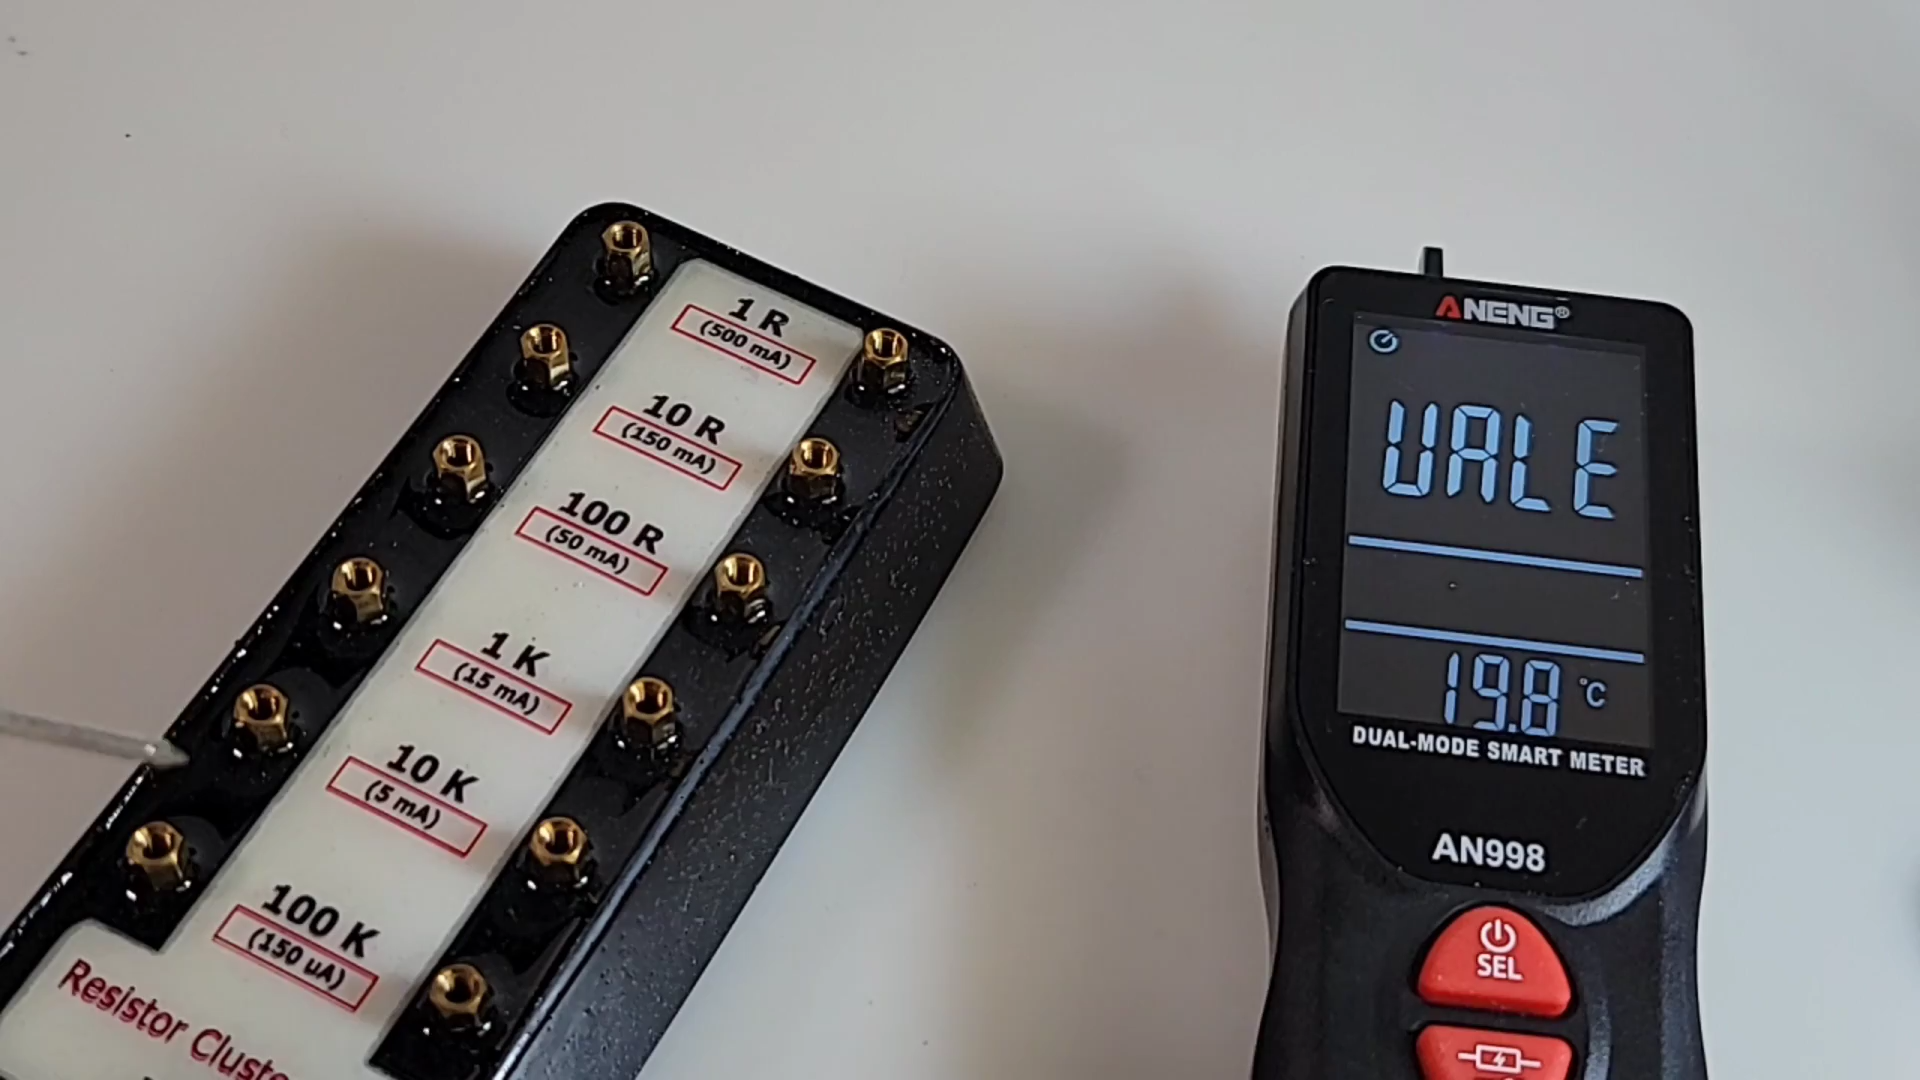 1 R
(500 mA)
10 R
(150 mA)
100 R
(50 mA)
1 K
(15 mA)
10 K
(5 mA)
100 K
(150 uA)
Resistor
ANENG®
UALE
19.8 °C
DUAL-MODE SMART METER
AN998
SEL